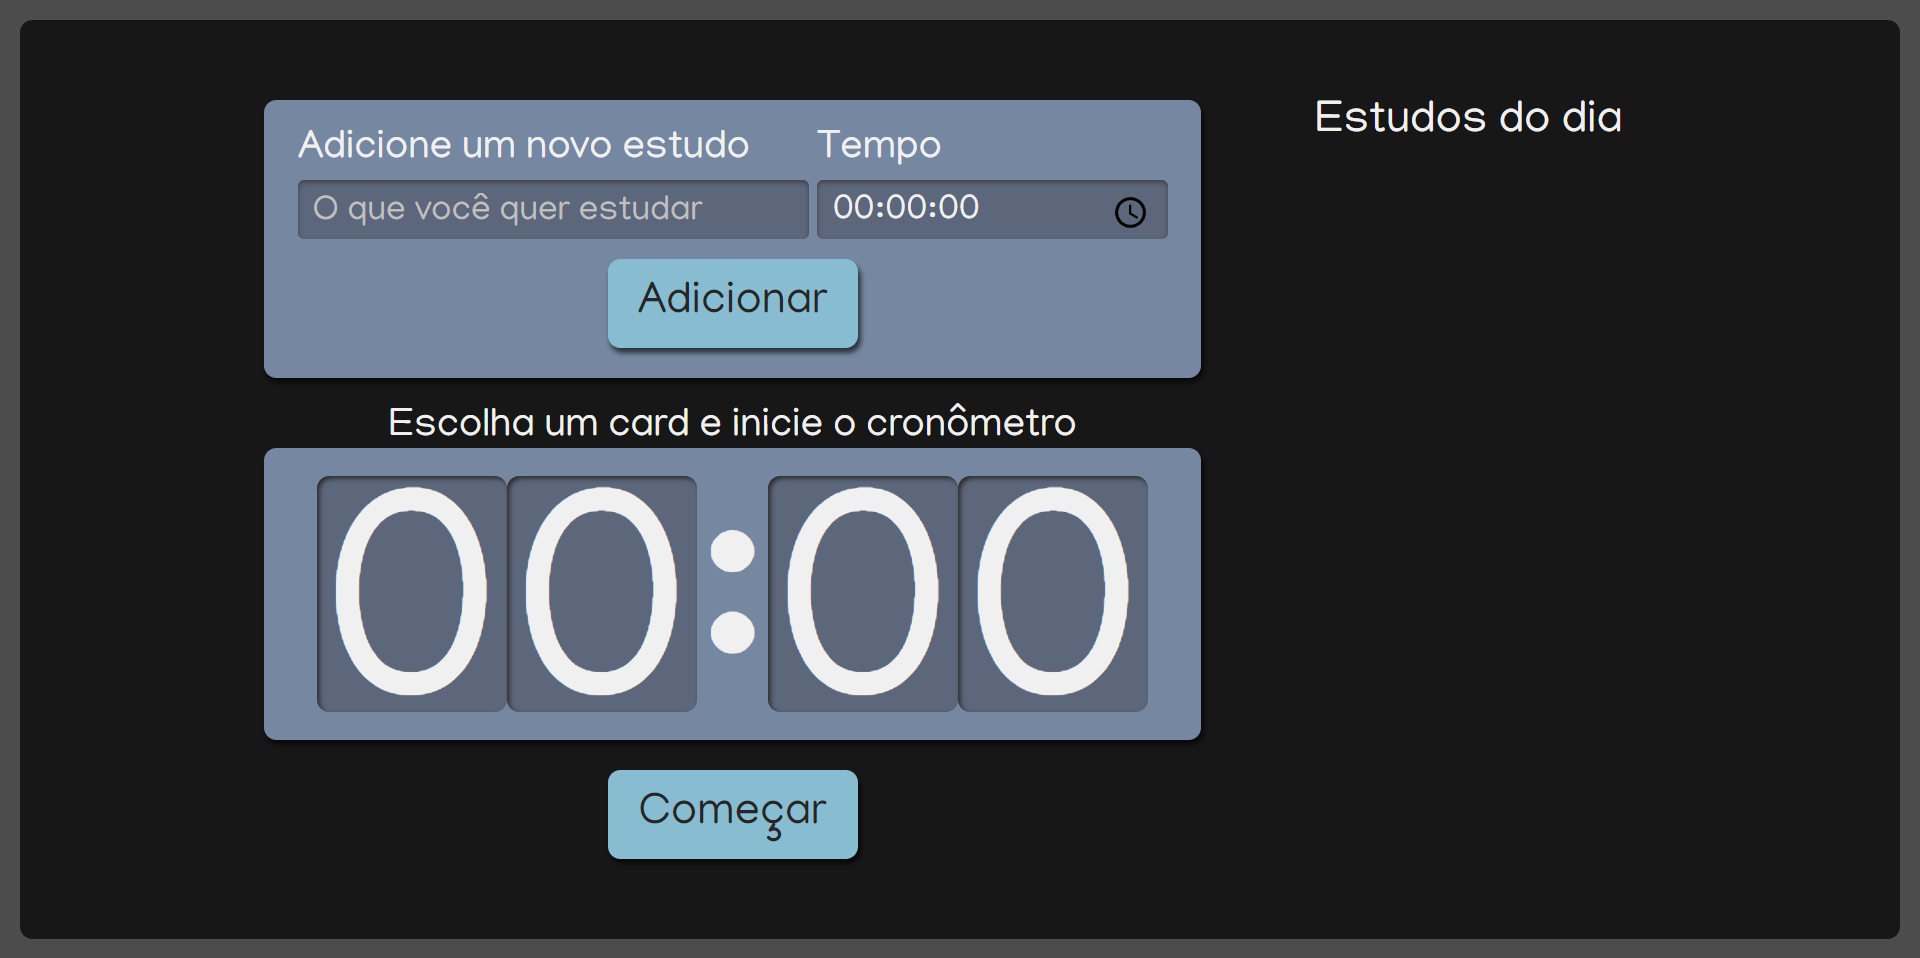 Adicione um novo estudo
Tempo
O que você quer estudar
00:00:00
Adicionar
Escolha um card e inicie o cronômetro
00:00
Começar
Estudos do dia